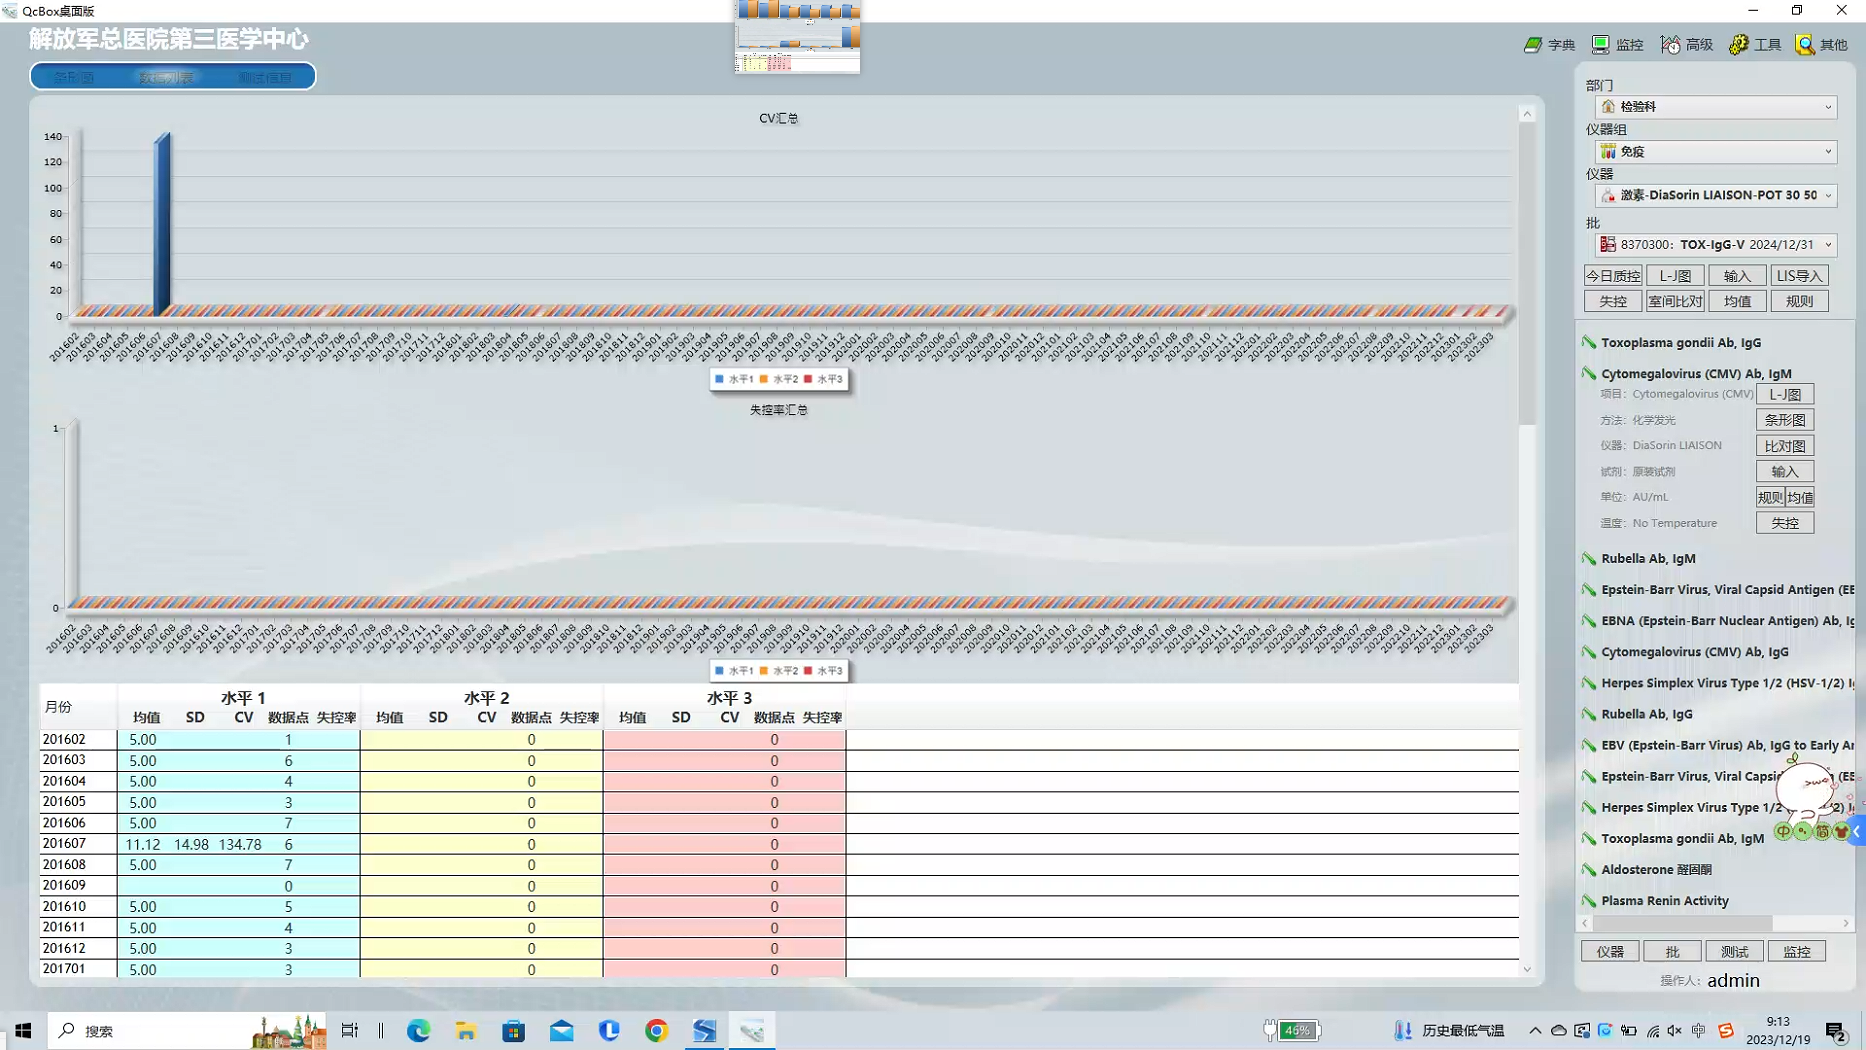 QcBox桌面版
解放军总医院第三医学中心
字典 监控 高级 工具 其他
条形图 数据列表 测试信息
CV汇总
140
120
100
80
60
40
20
0
201602 201603 201604 201605 201606 201607 201608 201609 201610 201611 201612 201701 201702 201703 201704 201705 201706 201707 201708 201709 201710 201711 201712 201801 201802 201803 201804 201805 201806 201807 201808 201809 201810 201811 201812 201901 201902 201903 201904 201905 201906 201907 201908 201909 201910 201911 201912 202001 202002 202003 202004 202005 202006 202007 202008 202009 202010 202011 202012 202101 202102 202103 202104 202105 202106 202107 202108 202109 202110 202111 202112 202201 202202 202203 202204 202205 202206 202207 202208 202209 202210 202211 202212 202301 202302 202303
水平1 水平2 水平3
失控率汇总
1
0
201602 201603 201604 201605 201606 201607 201608 201609 201610 201611 201612 201701 201702 201703 201704 201705 201706 201707 201708 201709 201710 201711 201712 201801 201802 201803 201804 201805 201806 201807 201808 201809 201810 201811 201812 201901 201902 201903 201904 201905 201906 201907 201908 201909 201910 201911 201912 202001 202002 202003 202004 202005 202006 202007 202008 202009 202010 202011 202012 202101 202102 202103 202104 202105 202106 202107 202108 202109 202110 202111 202112 202201 202202 202203 202204 202205 202206 202207 202208 202209 202210 202211 202212 202301 202302 202303
水平1 水平2 水平3
月份 水平 1 水平 2 水平 3
均值 SD CV 数据点 失控率 均值 SD CV 数据点 失控率 均值 SD CV 数据点 失控率
201602 5.00 1 0 0
201603 5.00 6 0 0
201604 5.00 4 0 0
201605 5.00 3 0 0
201606 5.00 7 0 0
201607 11.12 14.98 134.78 6 0 0
201608 5.00 7 0 0
201609 0 0 0
201610 5.00 5 0 0
201611 5.00 4 0 0
201612 5.00 3 0 0
201701 5.00 3 0 0
部门
检验科
仪器组
免疫
仪器
激素-DiaSorin LIAISON-POT 30 50
批
8370300：TOX-IgG-V 2024/12/31
今日质控 L-J图 输入 LIS导入
失控 室间比对 均值 规则
Toxoplasma gondii Ab, IgG
Cytomegalovirus (CMV) Ab, IgM
项目: Cytomegalovirus (CMV) L-J图
方法: 化学发光 条形图
仪器: DiaSorin LIAISON 比对图
试剂: 原装试剂 输入
单位: AU/mL 规则 均值
温度: No Temperature 失控
Rubella Ab, IgM
Epstein-Barr Virus, Viral Capsid Antigen (EE
EBNA (Epstein-Barr Nuclear Antigen) Ab, Ig
Cytomegalovirus (CMV) Ab, IgG
Herpes Simplex Virus Type 1/2 (HSV-1/2) I
Rubella Ab, IgG
EBV (Epstein-Barr Virus) Ab, IgG to Early An
Epstein-Barr Virus, Viral Capsi (EE
Herpes Simplex Virus Type 1/2 /2) I
Toxoplasma gondii Ab, IgM
中 简
Aldosterone 醛固酮
Plasma Renin Activity
仪器 批 测试 监控
操作人: admin
搜索
46%
历史最低气温
中
9:13
2023/12/19
2